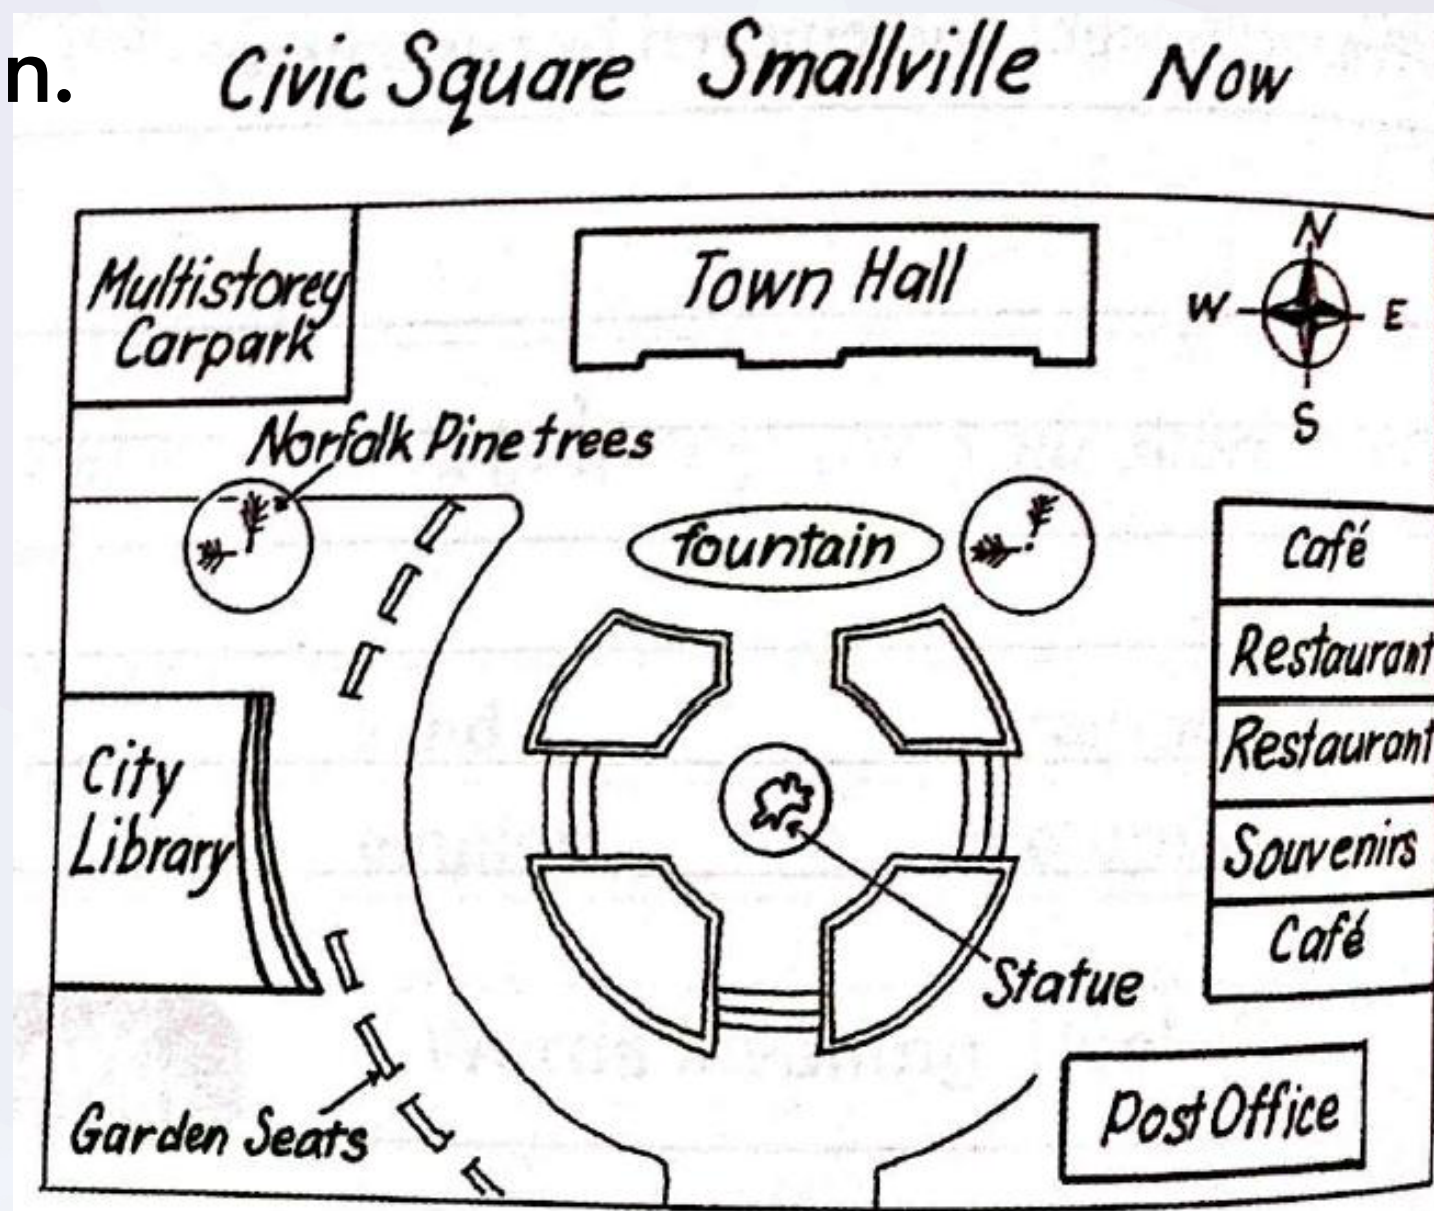 n.
Civic Square Smallville Now
Multistorey
Carpark
Town Hall
N
W
E
S
Norfolk Pine trees
fountain
Café
Restaurant
Restaurant
Souvenirs
Café
City
Library
Statue
Garden Seats
Post Office